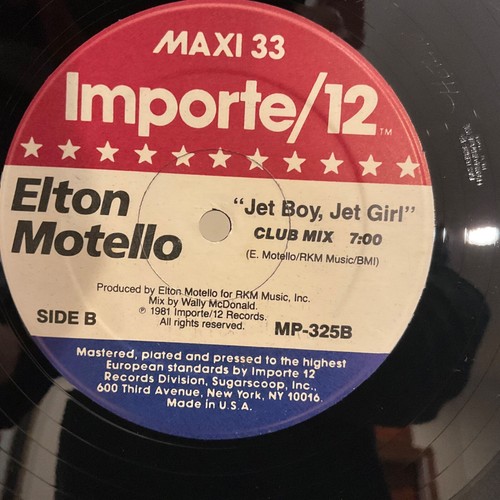 MAXI 33
Importe/12 TM
Elton
Motello
"Jet Boy, Jet Girl"
CLUB MIX 7:00
(E. Motello/RKM Music/BMI)
Produced by Elton Motello for RKM Music, Inc.
Mix by Wally McDonald.
℗ 1981 Importe/12 Records.
All rights reserved.
SIDE B
MP-325B
Mastered, plated and pressed to the highest
European standards by Importe 12
Records Division, Sugarscoop, Inc.,
600 Third Avenue, New York, NY 10016.
Made in U.S.A.